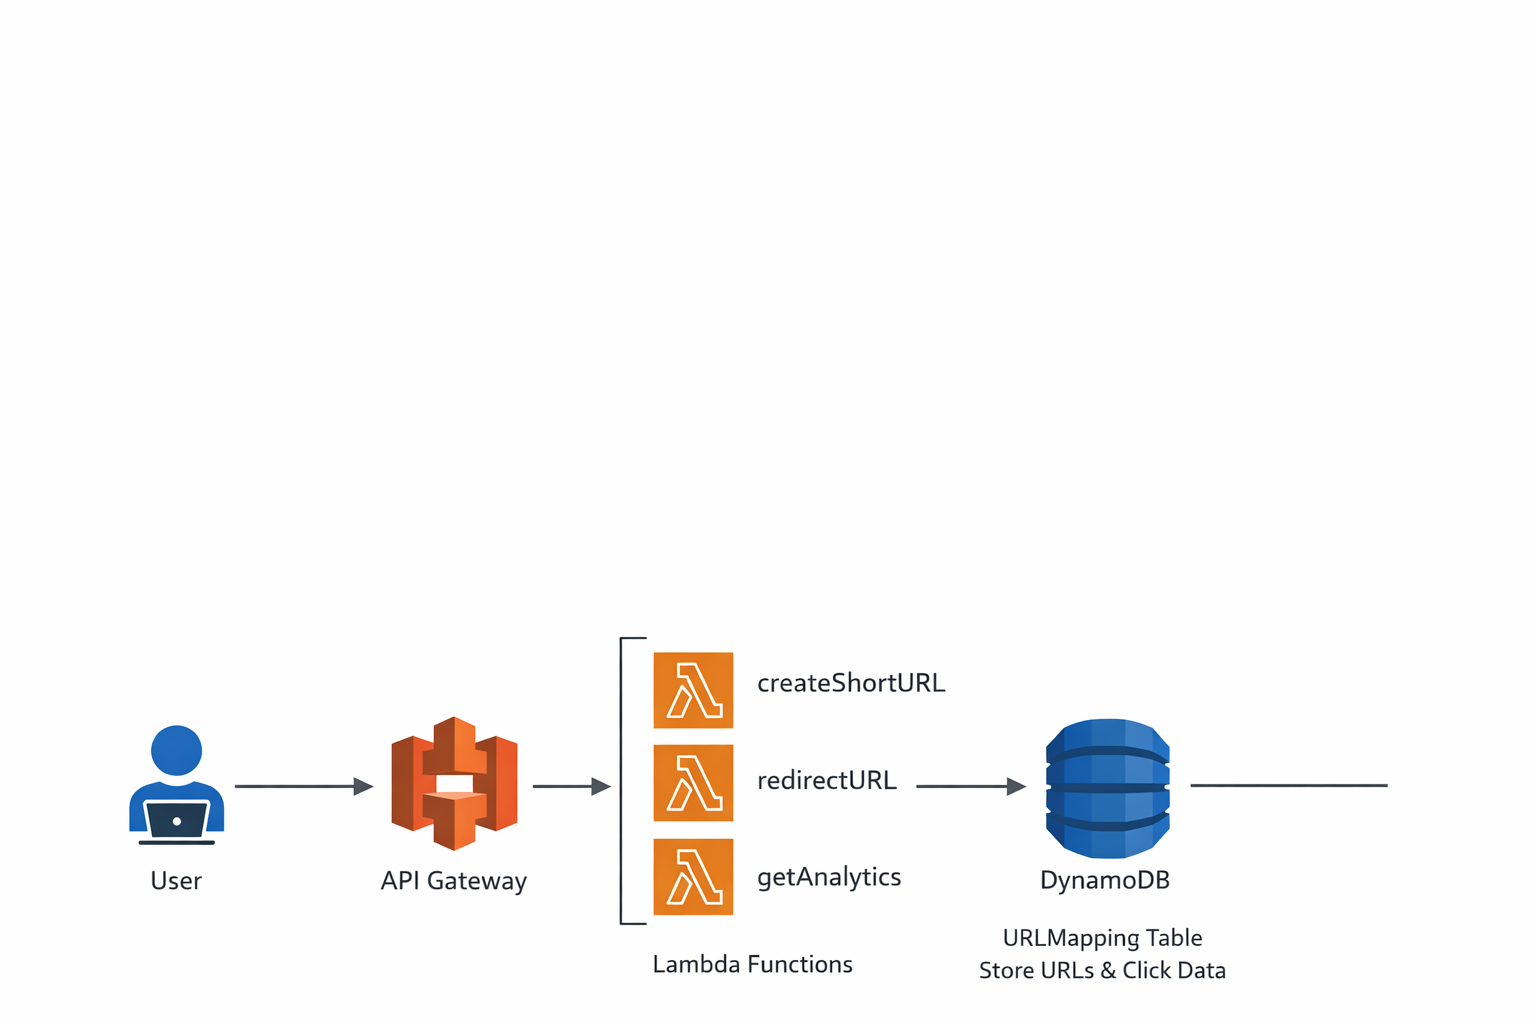 createShortURL
redirectURL
getAnalytics
User
API Gateway
DynamoDB
URLMapping Table
Store URLs & Click Data
Lambda Functions